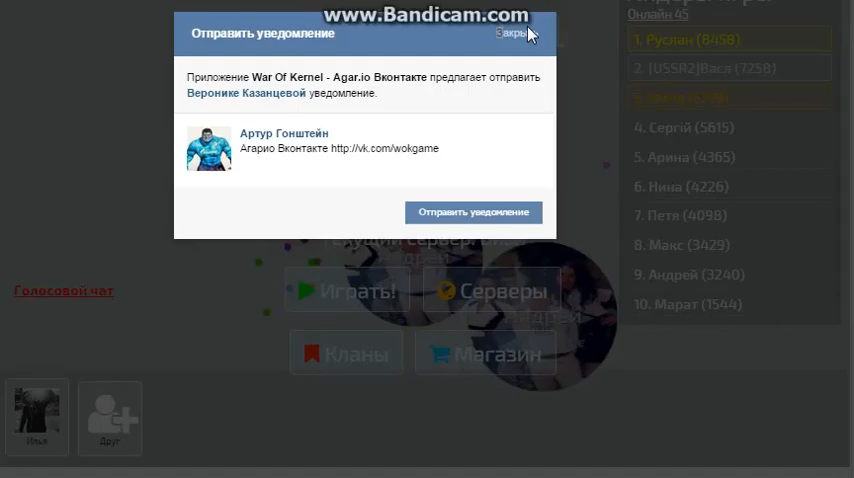 www.Bandicam.com
Отправить уведомление
Приложение War Of Kernel - Agar.io Вконтакте предлагает отправить
Веронике Казанцевой уведомление.
Артур Гонштейн
Агарио Вконтакте http://vk.com/wokgame
Отправить уведомление
Онлайн 45
1. Руслан (8458)
2. [USSR2]Вася (7258)
4. Сергій (5615)
5. Арина (4365)
6. Нина (4226)
7. Петя (4098)
8. Макс (3429)
9. Андрей (3240)
10. Марат (1544)
Голосовой чат
Играть!
Серверы
Кланы
Магазин
Илья
Друг